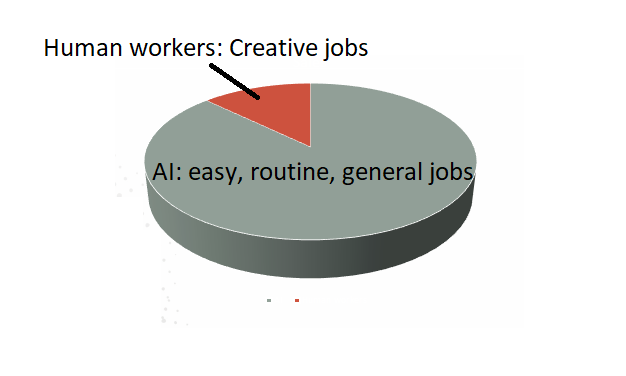 Human workers: Creative jobs
AI: easy, routine, general jobs